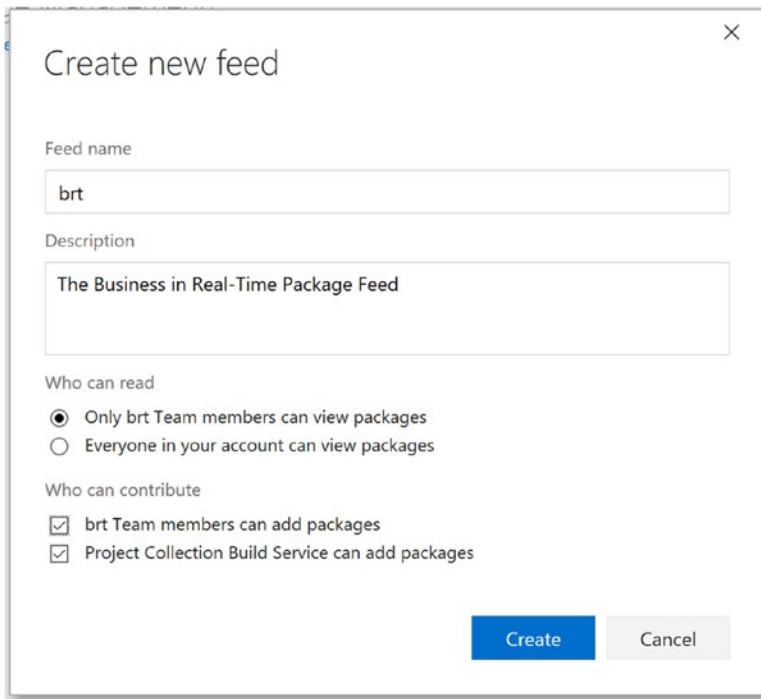 Create new feed
Feed name
brt
Description
The Business in Real-Time Package Feed
Who can read
Only brt Team members can view packages
Everyone in your account can view packages
Who can contribute
brt Team members can add packages
Project Collection Build Service can add packages
Create
Cancel